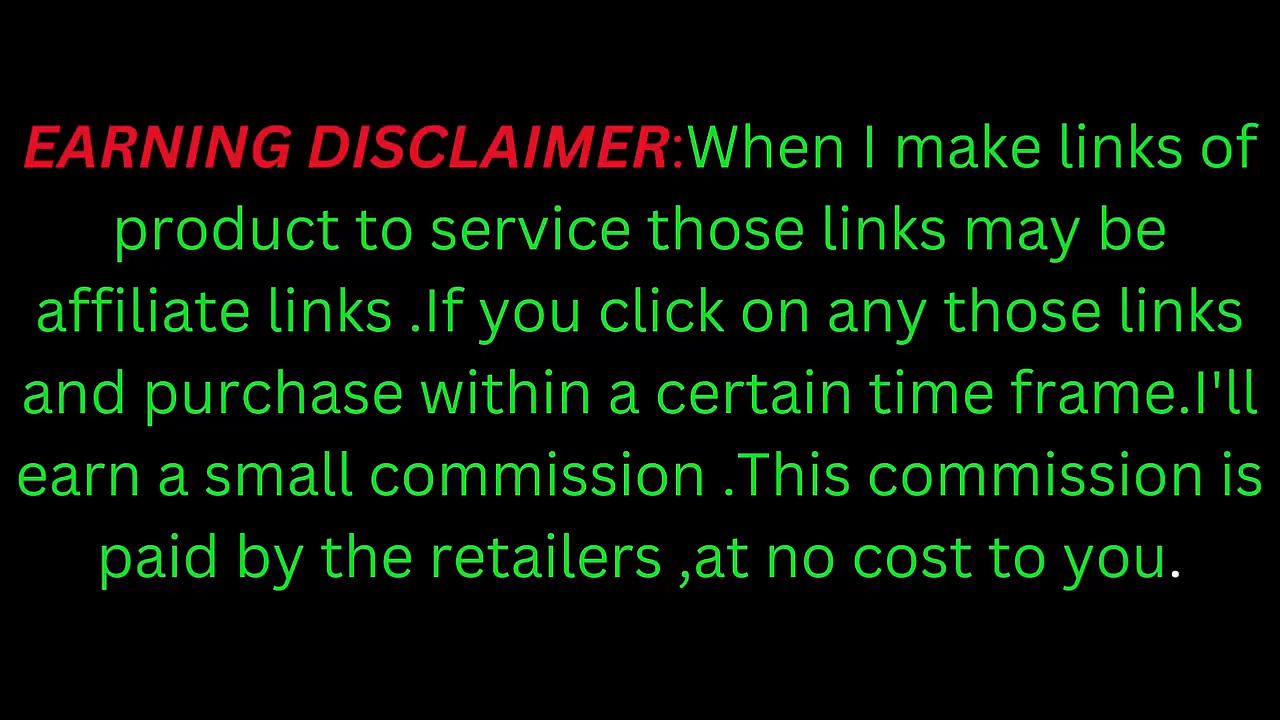 EARNING DISCLAIMER:When I make links of
product to service those links may be
affiliate links .If you click on any those links
and purchase within a certain time frame.I'll
earn a small commission .This commission is
paid by the retailers ,at no cost to you.